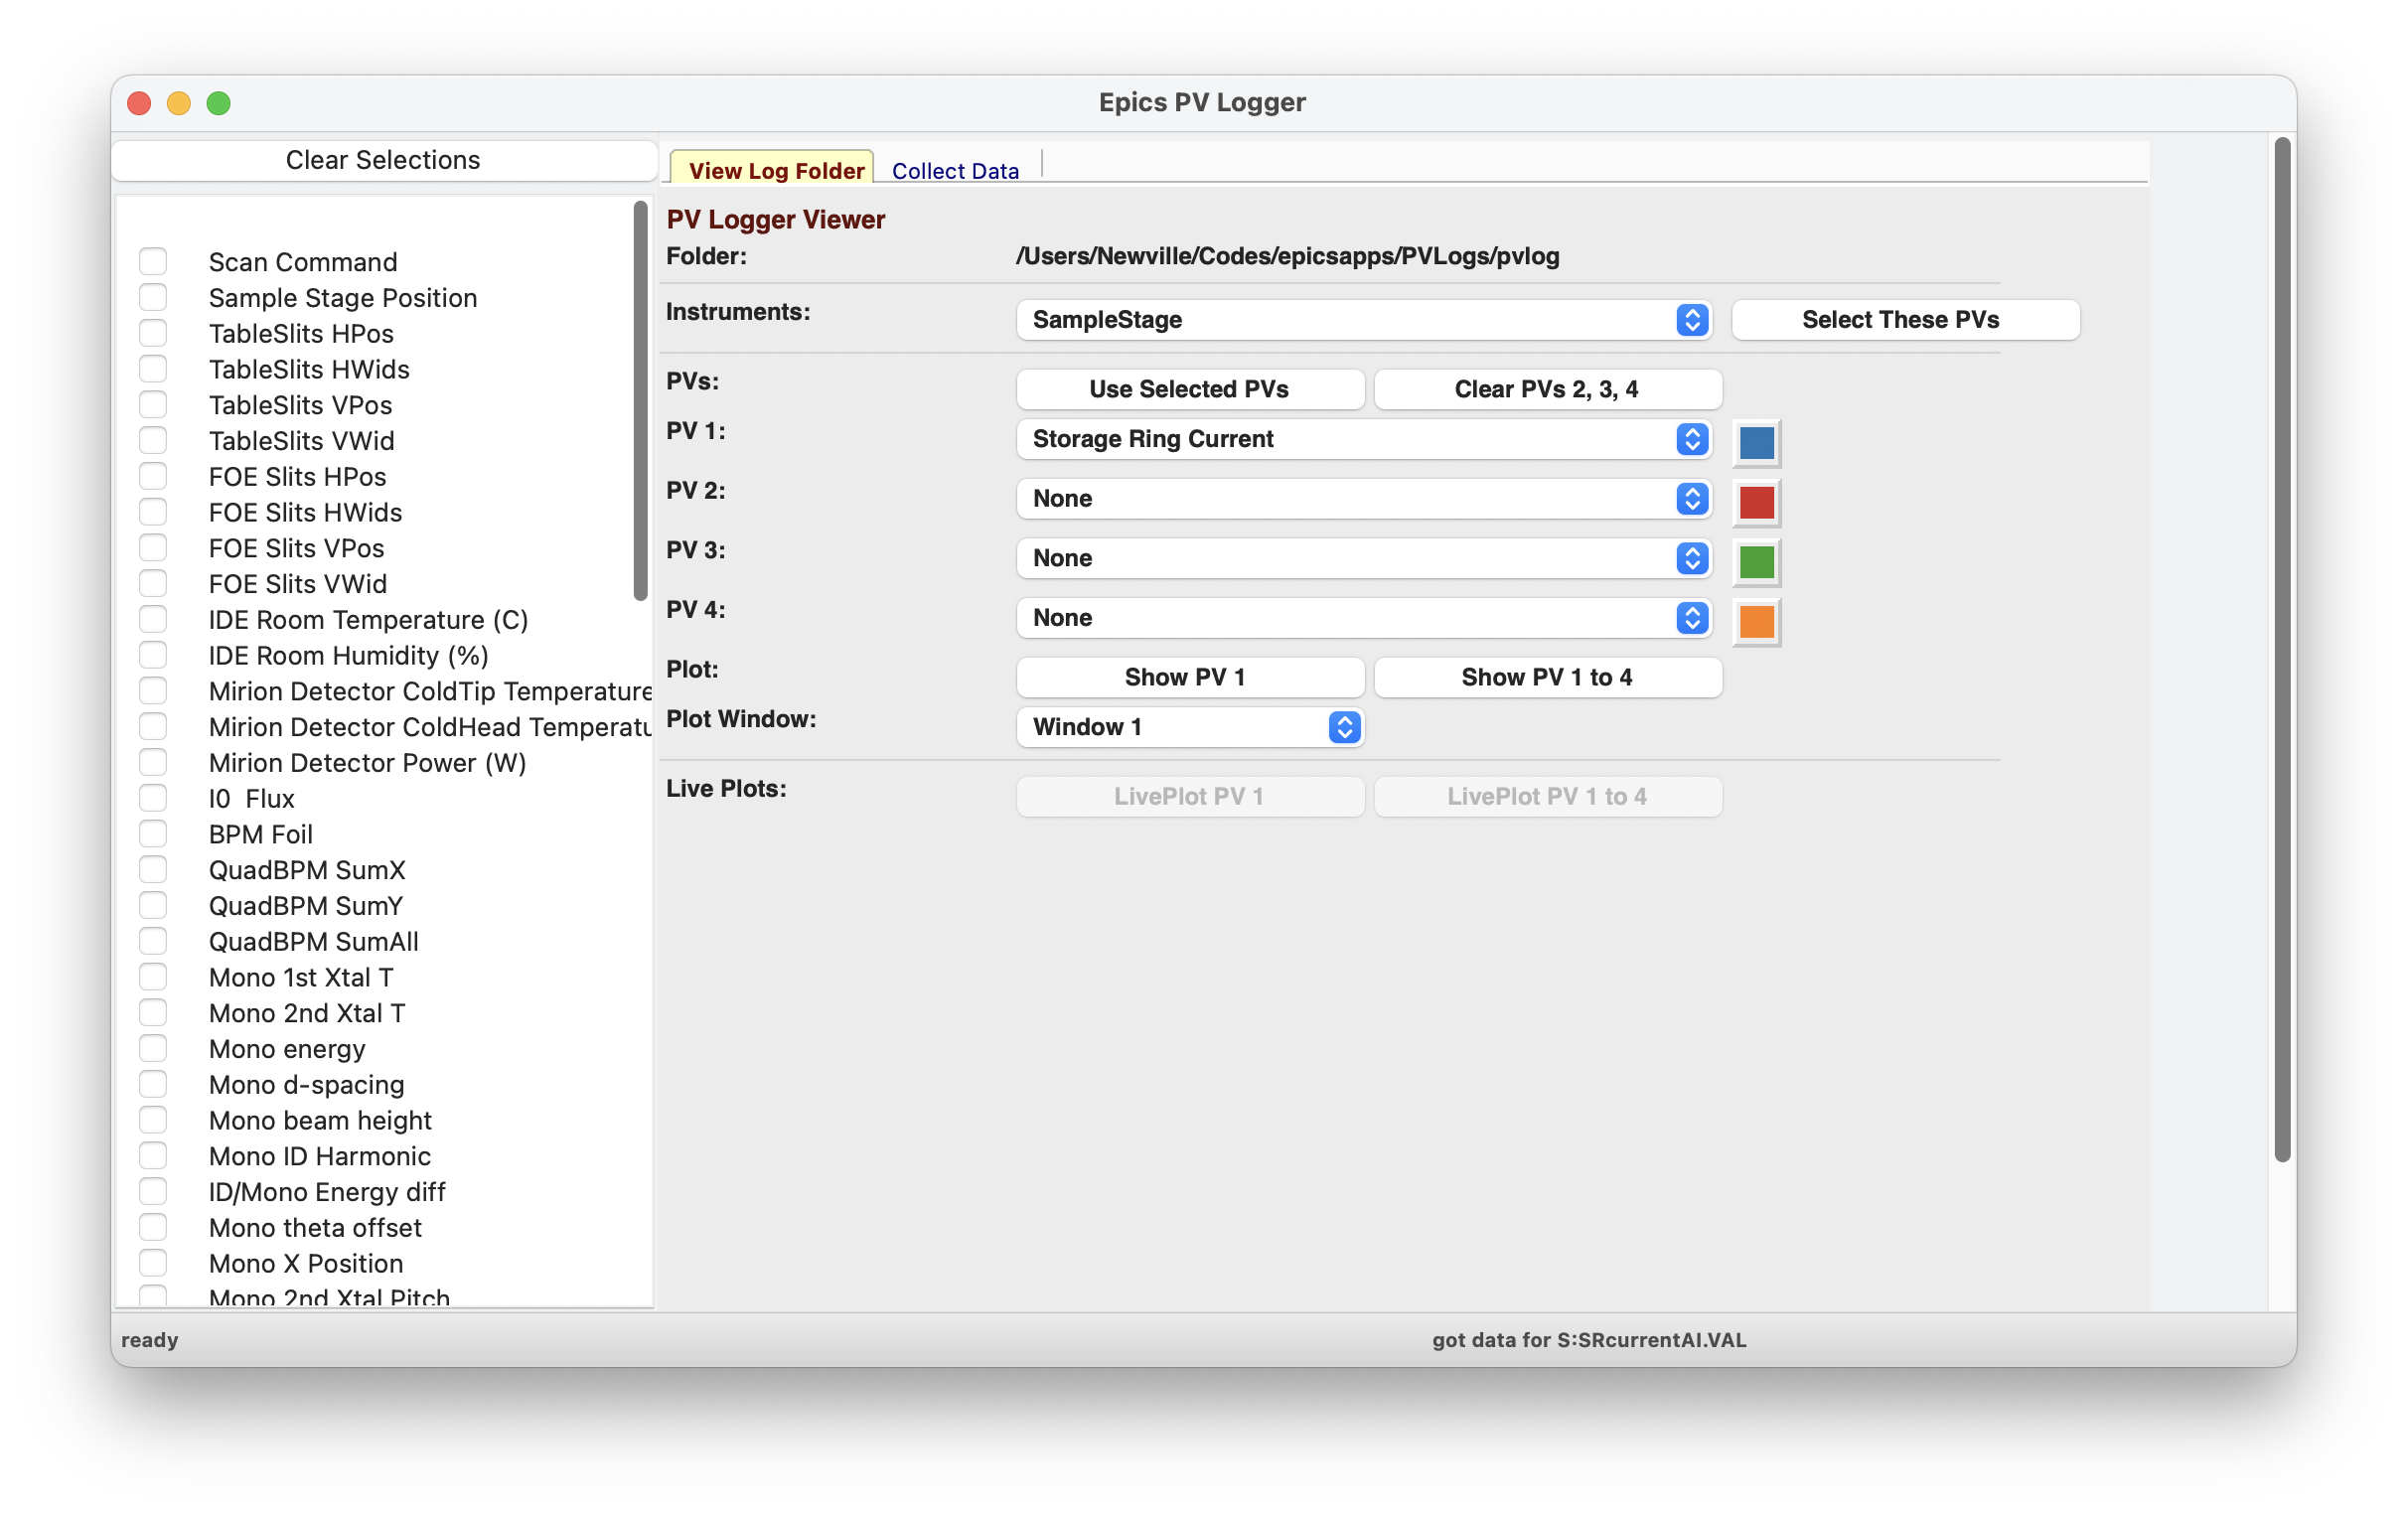 Epics PV Logger
Clear Selections
Scan Command
Sample Stage Position
TableSlits HPos
TableSlits HWids
TableSlits VPos
TableSlits VWid
FOE Slits HPos
FOE Slits HWids
FOE Slits VPos
FOE Slits VWid
IDE Room Temperature (C)
IDE Room Humidity (%)
Mirion Detector ColdTip Temperature
Mirion Detector ColdHead Temperatu
Mirion Detector Power (W)
I0  Flux
BPM Foil
QuadBPM SumX
QuadBPM SumY
QuadBPM SumAll
Mono 1st Xtal T
Mono 2nd Xtal T
Mono energy
Mono d-spacing
Mono beam height
Mono ID Harmonic
ID/Mono Energy diff
Mono theta offset
Mono X Position
Mono 2nd Xtal Pitch
View Log Folder Collect Data
PV Logger Viewer
Folder: /Users/Newville/Codes/epicsapps/PVLogs/pvlog
Instruments: SampleStage Select These PVs
PVs: Use Selected PVs Clear PVs 2, 3, 4
PV 1: Storage Ring Current
PV 2: None
PV 3: None
PV 4: None
Plot: Show PV 1 Show PV 1 to 4
Plot Window: Window 1
Live Plots: LivePlot PV 1 LivePlot PV 1 to 4
ready got data for S:SRcurrentAI.VAL